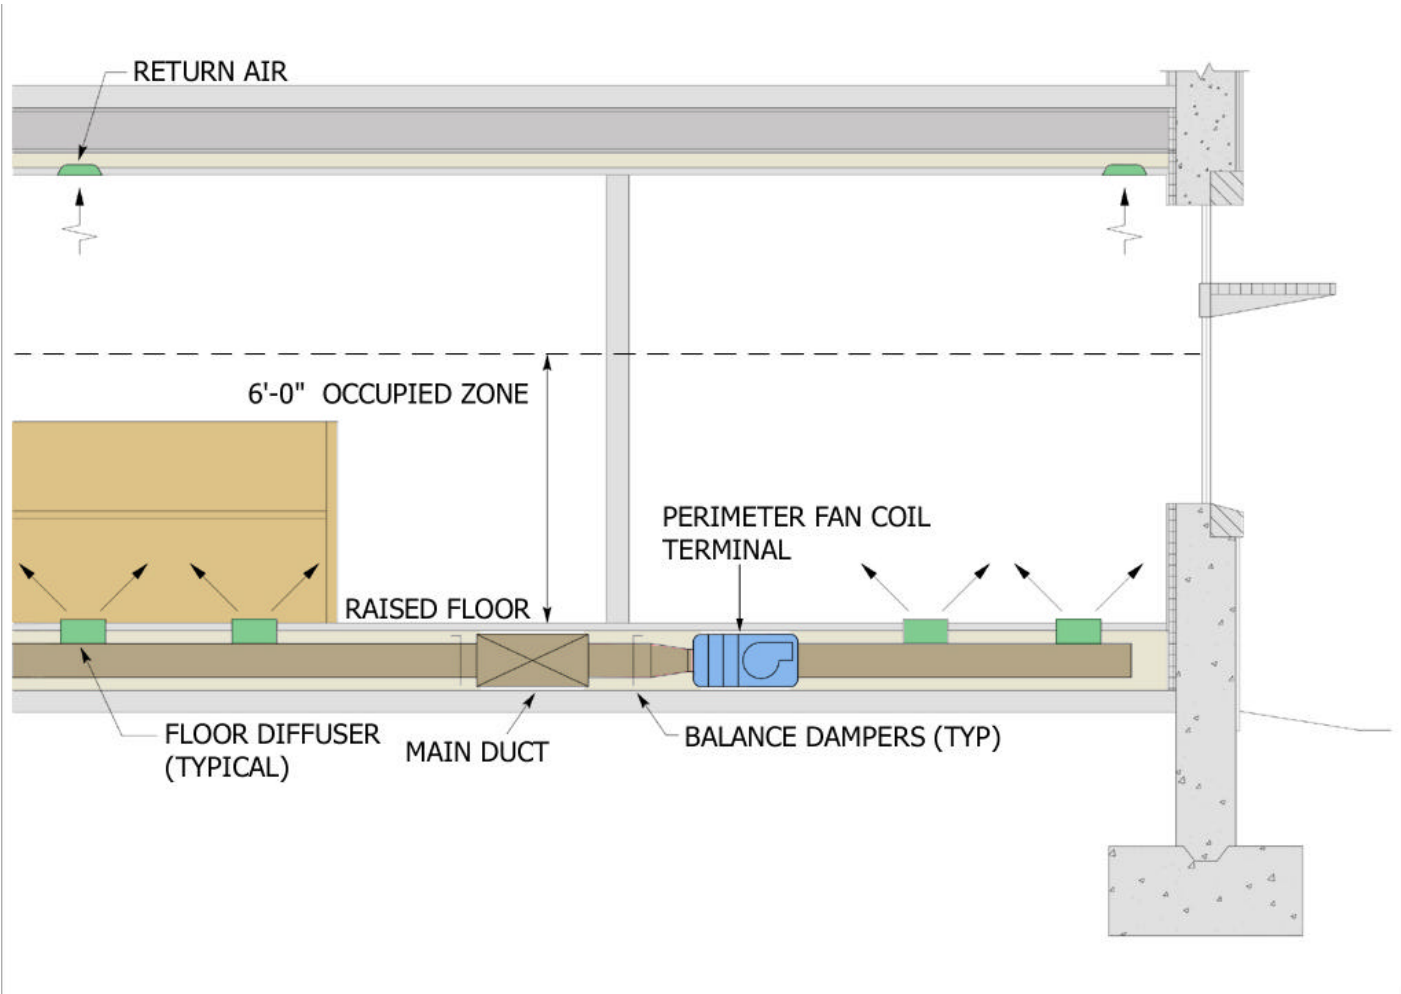 RETURN AIR
6'-0" OCCUPIED ZONE
PERIMETER FAN COIL
TERMINAL
RAISED FLOOR
FLOOR DIFFUSER
(TYPICAL)
MAIN DUCT
BALANCE DAMPERS (TYP)